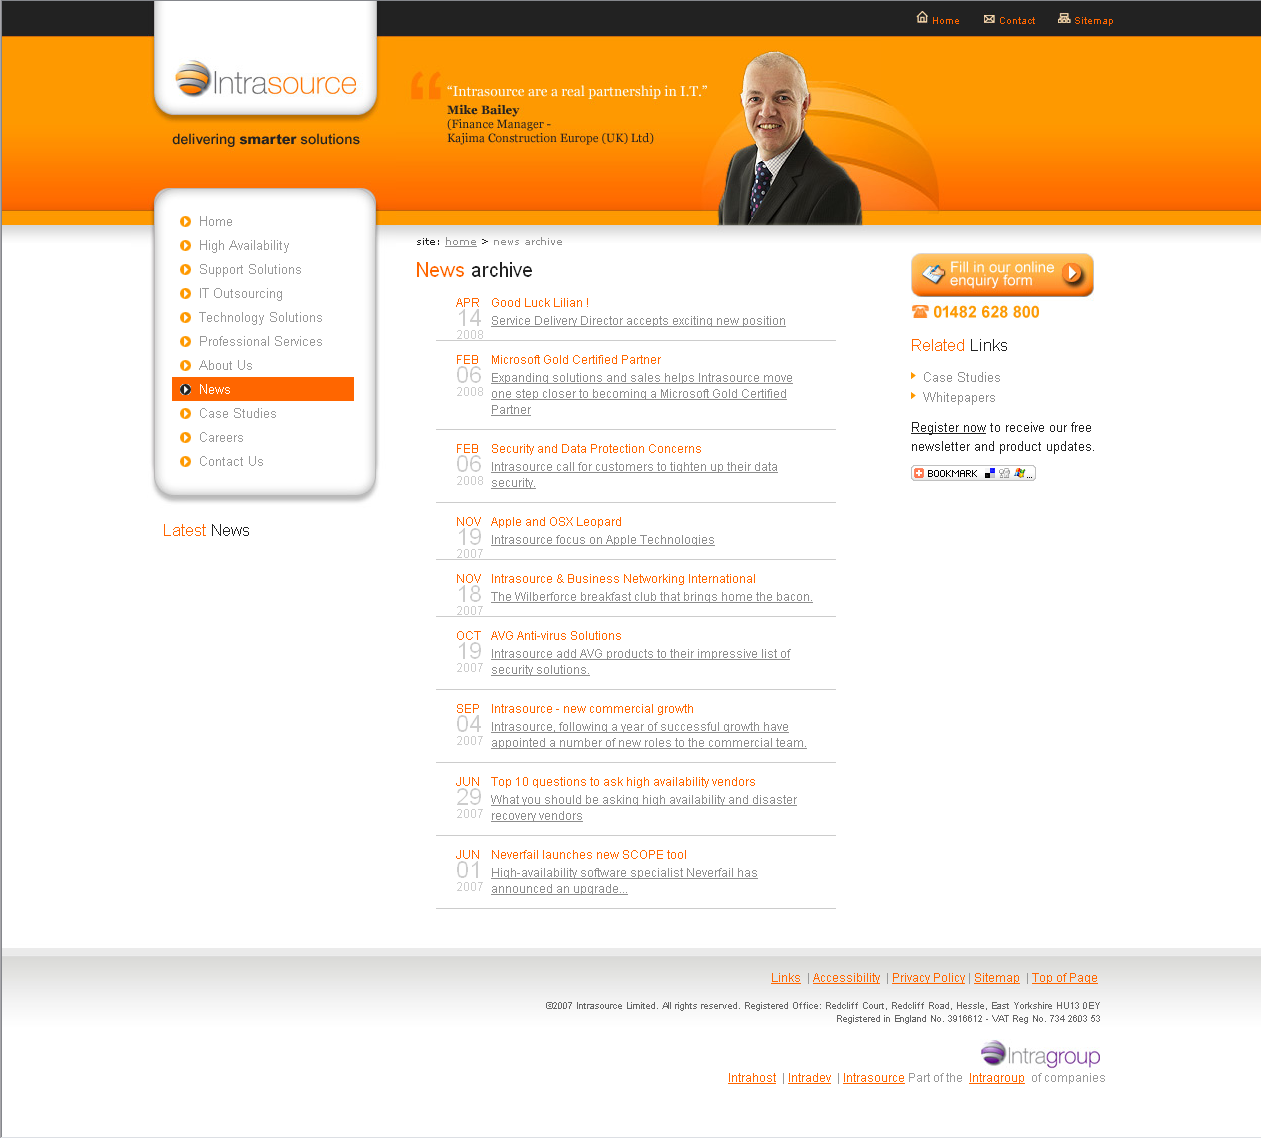 Home
Contact
Sitemap
Intrasource
delivering smarter solutions
“Intrasource are a real partnership in I.T.”
Mike Bailey
(Finance Manager -
Kajima Construction Europe (UK) Ltd)
Home
High Availability
Support Solutions
IT Outsourcing
Technology Solutions
Professional Services
About Us
News
Case Studies
Careers
Contact Us
Latest News
site: home > news archive
News archive
APR 14 2008
Good Luck Lilian !
Service Delivery Director accepts exciting new position
FEB 06 2008
Microsoft Gold Certified Partner
Expanding solutions and sales helps Intrasource move
one step closer to becoming a Microsoft Gold Certified
Partner
FEB 06 2008
Security and Data Protection Concerns
Intrasource call for customers to tighten up their data
security.
NOV 19 2007
Apple and OSX Leopard
Intrasource focus on Apple Technologies
NOV 18 2007
Intrasource & Business Networking International
The Wilberforce breakfast club that brings home the bacon.
OCT 19 2007
AVG Anti-virus Solutions
Intrasource add AVG products to their impressive list of
security solutions.
SEP 04 2007
Intrasource - new commercial growth
Intrasource, following a year of successful growth have
appointed a number of new roles to the commercial team.
JUN 29 2007
Top 10 questions to ask high availability vendors
What you should be asking high availability and disaster
recovery vendors
JUN 01 2007
Neverfail launches new SCOPE tool
High-availability software specialist Neverfail has
announced an upgrade...
Fill in our online
enquiry form
01482 628 800
Related Links
Case Studies
Whitepapers
Register now to receive our free
newsletter and product updates.
BOOKMARK ...
Links | Accessibility | Privacy Policy | Sitemap | Top of Page
©2007 Intrasource Limited. All rights reserved. Registered Office: Redcliff Court, Redcliff Road, Hessle, East Yorkshire HU13 0EY
Registered in England No. 3916612 - VAT Reg No. 734 2603 53
Intragroup
Intrahost | Intradev | Intrasource Part of the Intragroup of companies